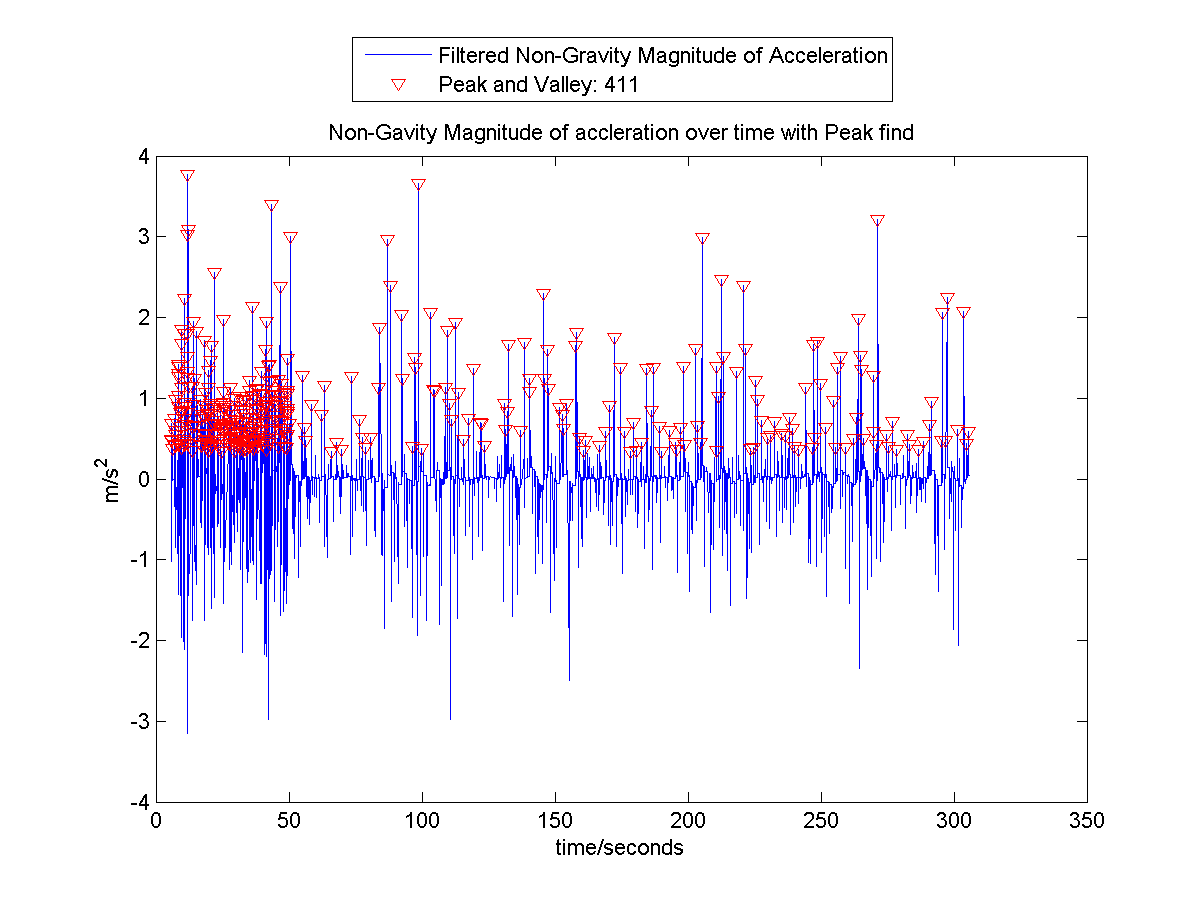 Filtered Non-Gravity Magnitude of Acceleration
Peak and Valley: 411
Non-Gavity Magnitude of accleration over time with Peak find
4
3
2
1
0
-1
-2
-3
-4
m/s²
0 50 100 150 200 250 300 350
time/seconds